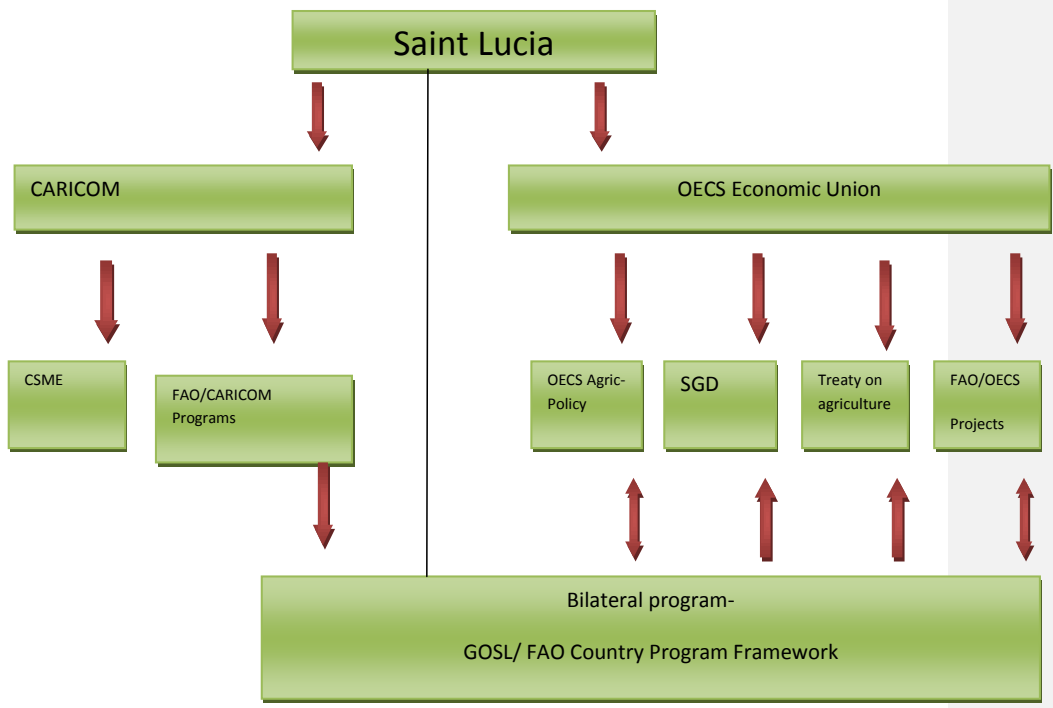 Saint Lucia
CARICOM
OECS Economic Union
CSME
FAO/CARICOM
Programs
OECS Agric-
Policy
SGD
Treaty on
agriculture
FAO/OECS
Projects
Bilateral program-
GOSL/ FAO Country Program Framework